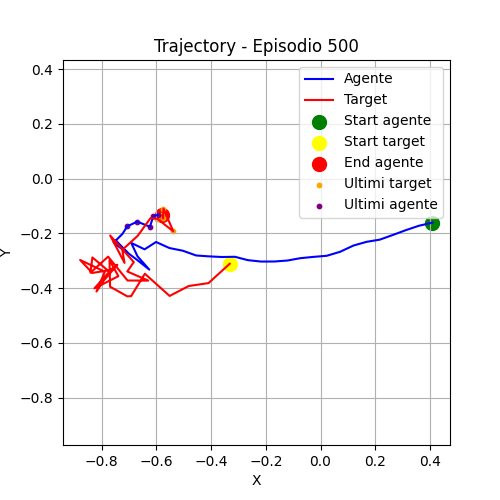 Trajectory - Episodio 500
Agente
Target
Start agente
Start target
End agente
Ultimi target
Ultimi agente
Y
0.4
0.2
0.0
−0.2
−0.4
−0.6
−0.8
−0.8 −0.6 −0.4 −0.2 0.0 0.2 0.4
X